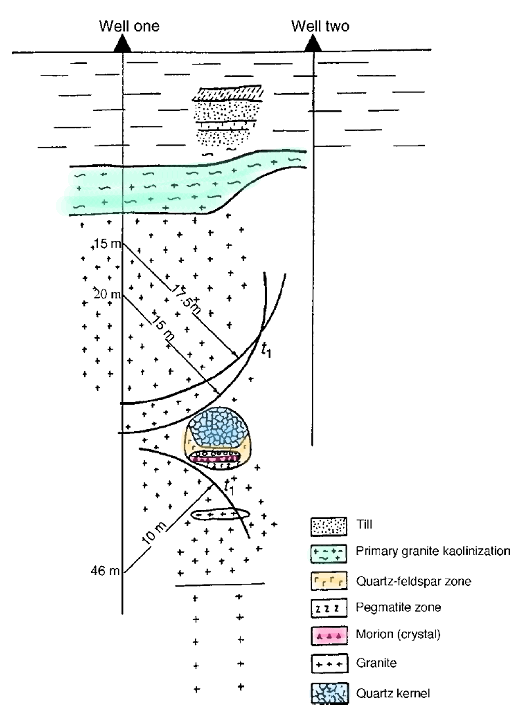 Well one Well two
15 m
20 m
17.5m
15 m
t1
t1
10 m
46 m
Till
Primary granite kaolinization
Quartz-feldspar zone
Pegmatite zone
Morion (crystal)
Granite
Quartz kernel